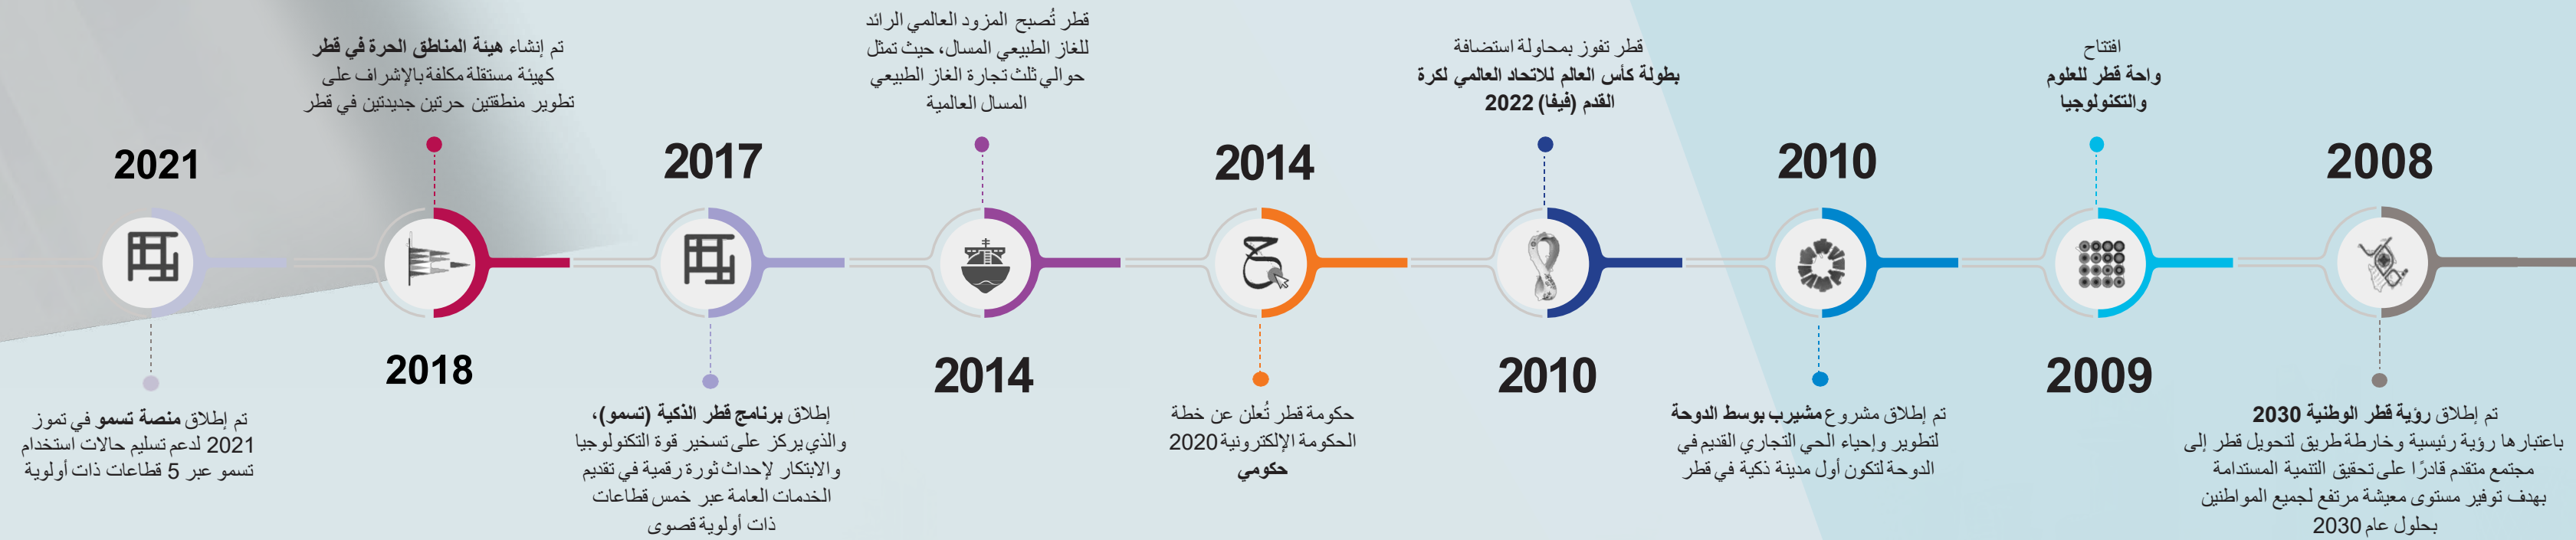 2008
تم إطلاق رؤية قطر الوطنية 2030
باعتبارها رؤية رئيسية وخارطة طريق لتحويل قطر إلى
مجتمع متقدم قادرًا على تحقيق التنمية المستدامة
بهدف توفير مستوى معيشة مرتفع لجميع المواطنين
بحلول عام 2030
افتتاح
واحة قطر للعلوم
والتكنولوجيا
2009
2010
تم إطلاق مشروع مشيرب بوسط الدوحة
لتطوير وإحياء الحي التجاري القديم في
الدوحة لتكون أول مدينة ذكية في قطر
قطر تفوز بمحاولة استضافة
بطولة كأس العالم للاتحاد العالمي لكرة
القدم (فيفا) 2022
2010
2014
حكومة قطر تُعلن عن خطة
الحكومة الإلكترونية 2020
حكومي
قطر تُصبح المزود العالمي الرائد
للغاز الطبيعي المسال، حيث تمثل
حوالي ثلث تجارة الغاز الطبيعي
المسال العالمية
2014
2017
إطلاق برنامج قطر الذكية (تسمو)،
والذي يركز على تسخير قوة التكنولوجيا
والابتكار لإحداث ثورة رقمية في تقديم
الخدمات العامة عبر خمس قطاعات
ذات أولوية قصوى
تم إنشاء هيئة المناطق الحرة في قطر
كهيئة مستقلة مكلفة بالإشراف على
تطوير منطقتين حرتين جديدتين في قطر
2018
2021
تم إطلاق منصة تسمو في تموز
2021 لدعم تسليم حالات استخدام
تسمو عبر 5 قطاعات ذات أولوية